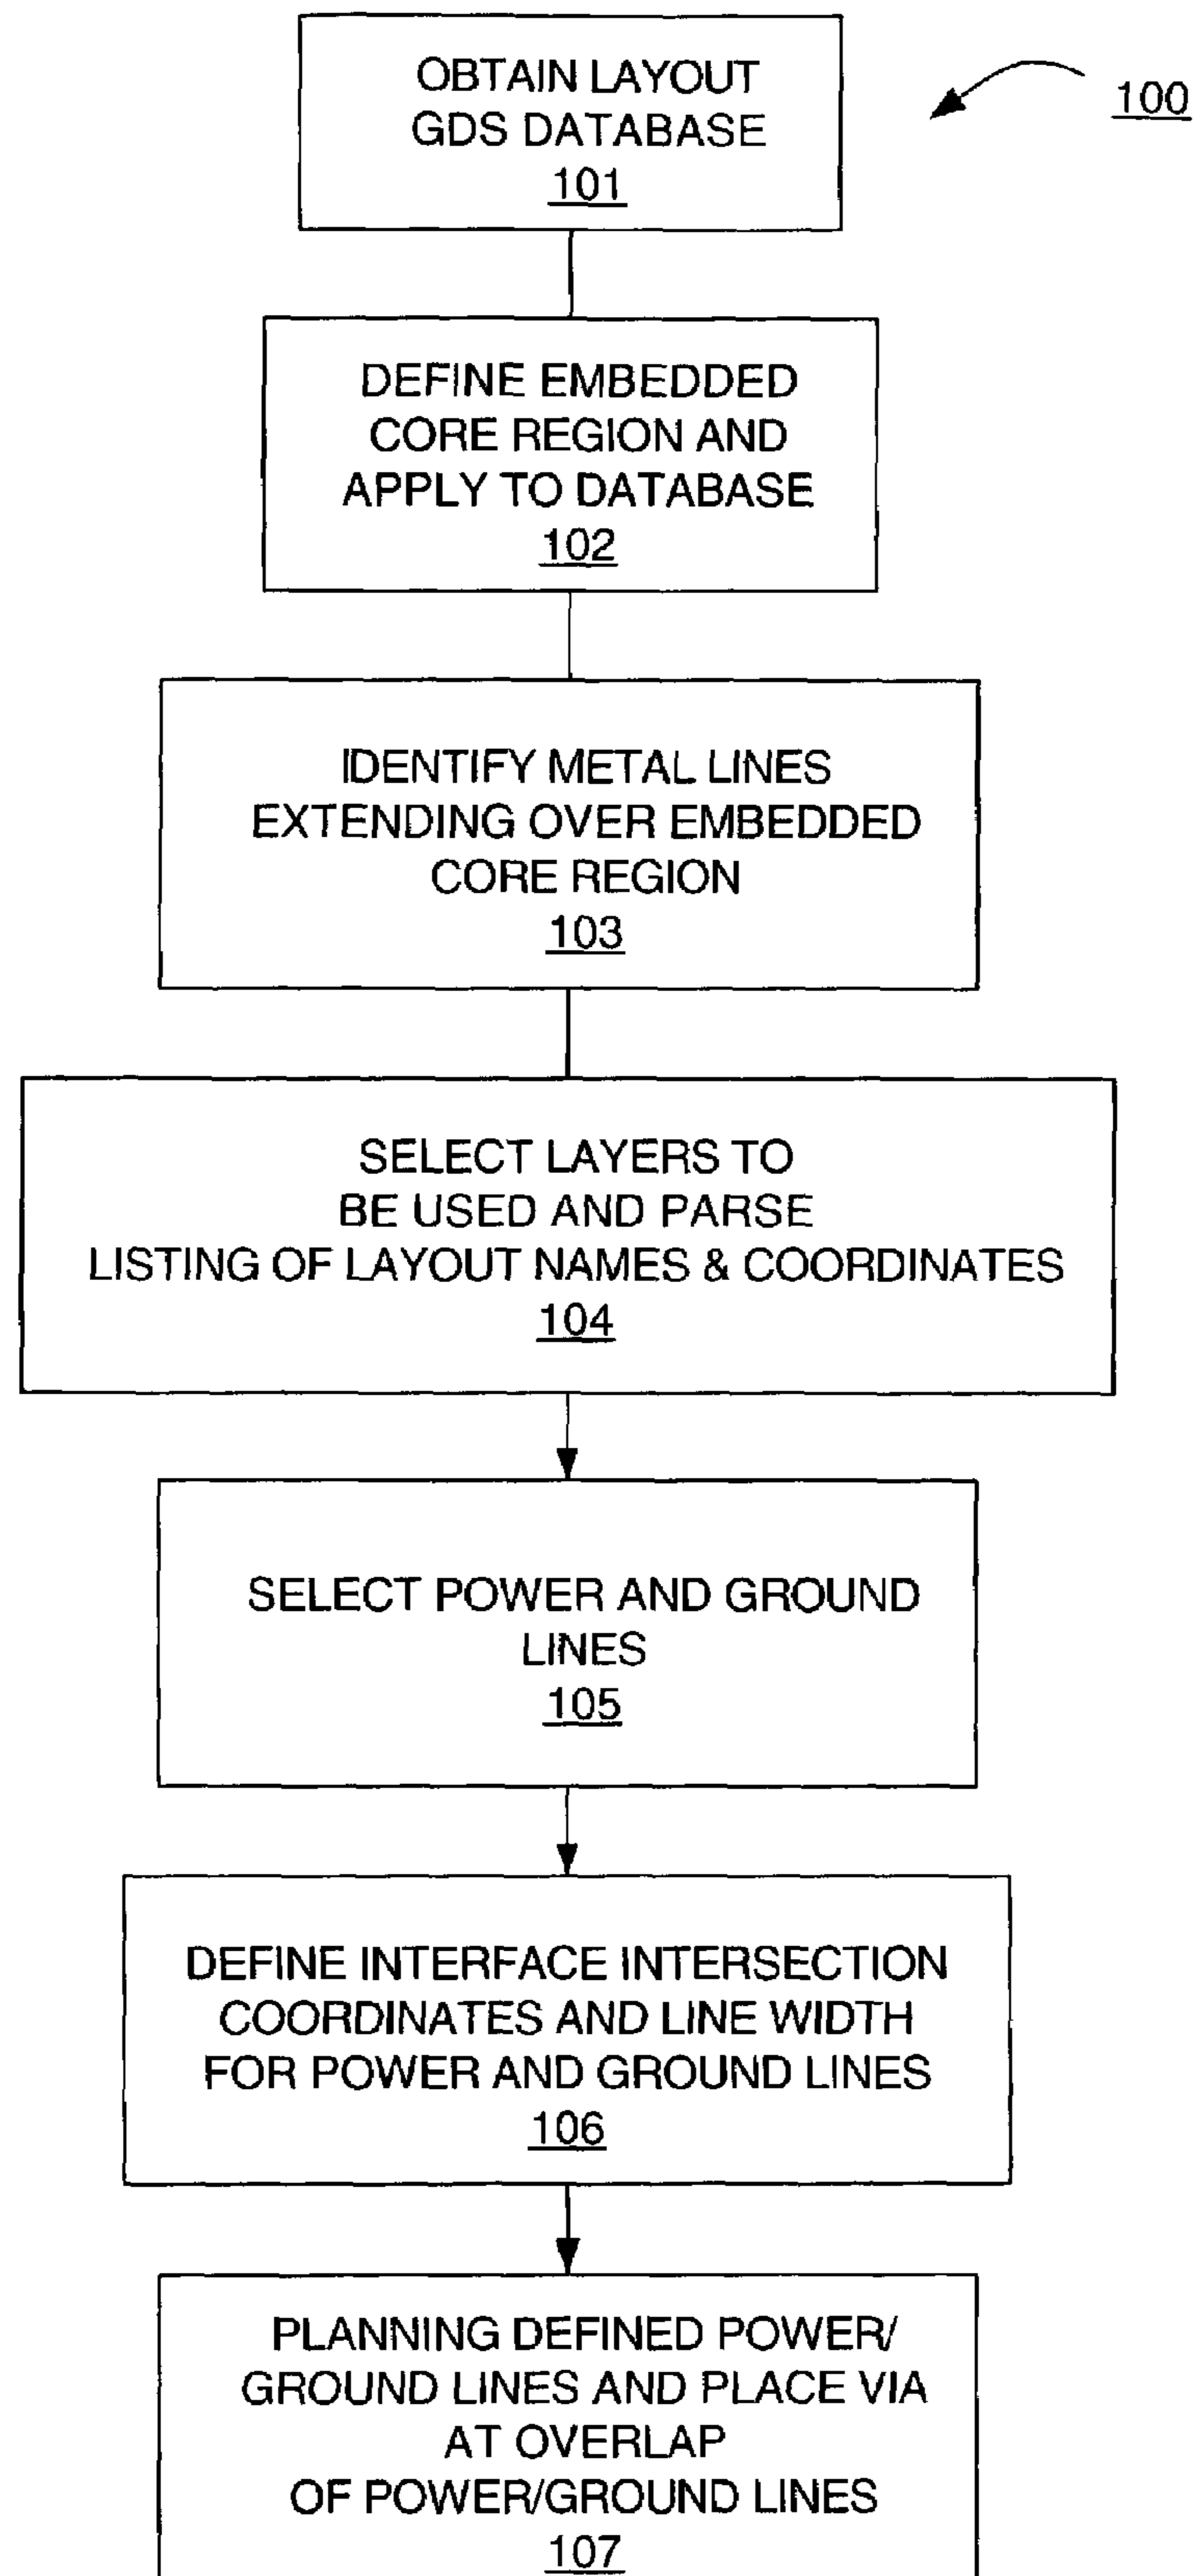 OBTAIN LAYOUT
GDS DATABASE
101
100
DEFINE EMBEDDED
CORE REGION AND
APPLY TO DATABASE
102
IDENTIFY METAL LINES
EXTENDING OVER EMBEDDED
CORE REGION
103
SELECT LAYERS TO
BE USED AND PARSE
LISTING OF LAYOUT NAMES & COORDINATES
104
SELECT POWER AND GROUND
LINES
105
DEFINE INTERFACE INTERSECTION
COORDINATES AND LINE WIDTH
FOR POWER AND GROUND LINES
106
PLANNING DEFINED POWER/
GROUND LINES AND PLACE VIA
AT OVERLAP
OF POWER/GROUND LINES
107